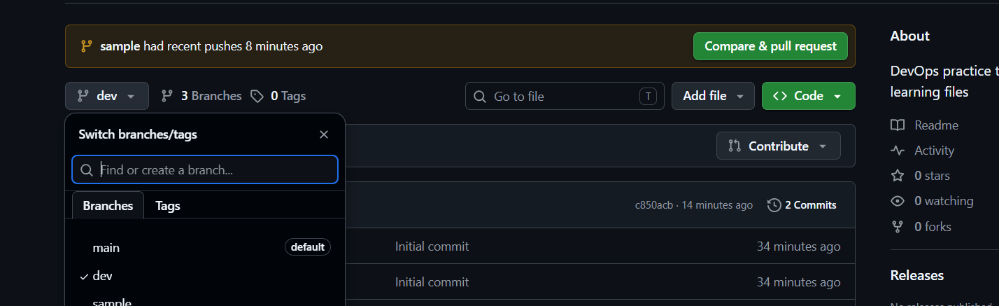 sample had recent pushes 8 minutes ago
Compare & pull request
dev
3 Branches
0 Tags
Go to file
T
Add file
Code
Switch branches/tags
Find or create a branch...
Branches
Tags
main
default
dev
sample
Contribute
c850acb · 14 minutes ago
2 Commits
Initial commit
34 minutes ago
Initial commit
34 minutes ago
About
DevOps practice
learning files
Readme
Activity
0 stars
0 watching
0 forks
Releases